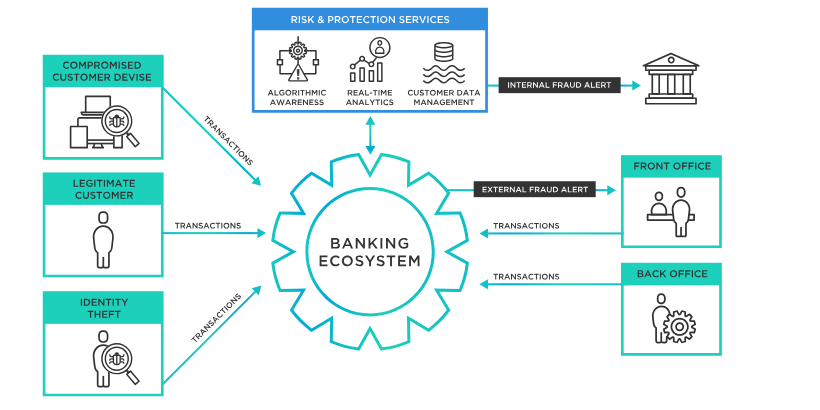 RISK & PROTECTION SERVICES
ALGORITHMIC
AWARENESS
REAL-TIME
ANALYTICS
CUSTOMER DATA
MANAGEMENT
INTERNAL FRAUD ALERT
COMPROMISED
CUSTOMER DEVISE
TRANSACTIONS
LEGITIMATE
CUSTOMER
TRANSACTIONS
IDENTITY
THEFT
TRANSACTIONS
BANKING
ECOSYSTEM
EXTERNAL FRAUD ALERT
FRONT OFFICE
TRANSACTIONS
BACK OFFICE
TRANSACTIONS